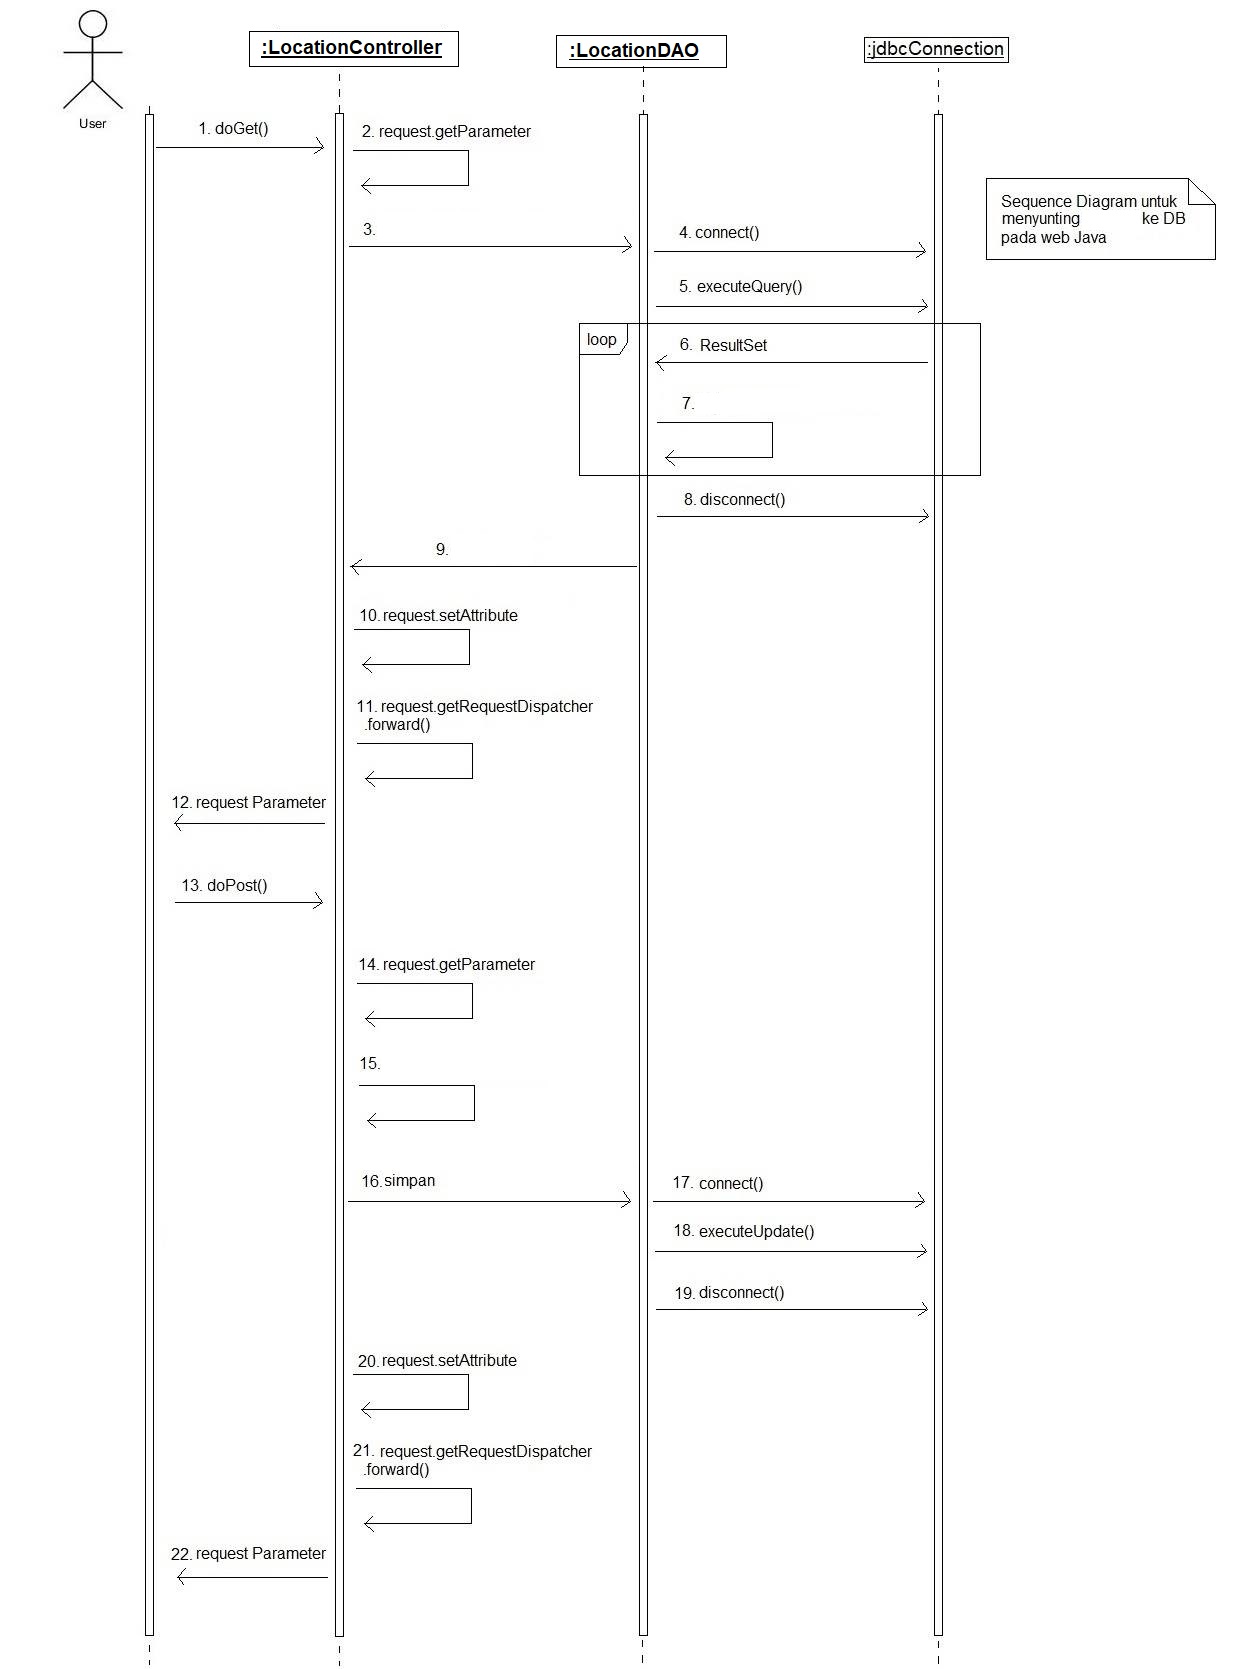 :LocationController
:LocationDAO
:jdbcConnection
User
1. doGet()
2. request.getParameter
Sequence Diagram untuk
menyunting ke DB
pada web Java
3.
4. connect()
5. executeQuery()
loop
6. ResultSet
7.
8. disconnect()
9.
10. request.setAttribute
11. request.getRequestDispatcher
.forward()
12. request Parameter
13. doPost()
14. request.getParameter
15.
16. simpan
17. connect()
18. executeUpdate()
19. disconnect()
20. request.setAttribute
21. request.getRequestDispatcher
.forward()
22. request Parameter